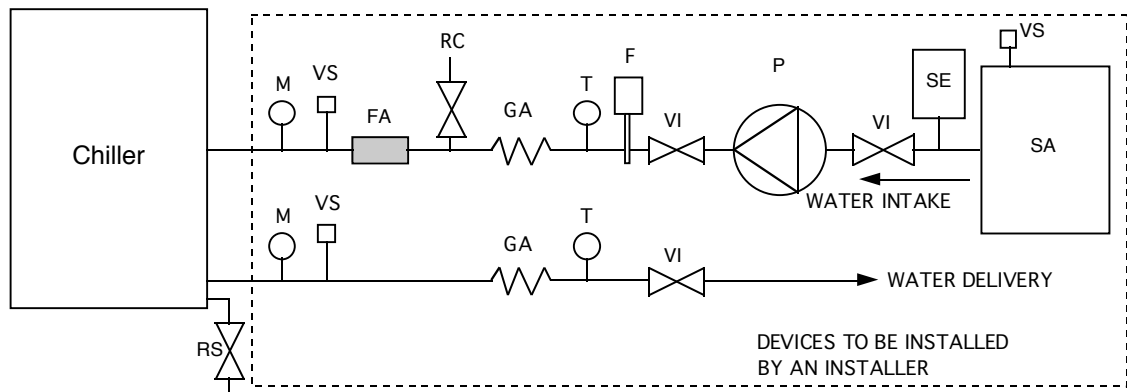 VS
RC
M
VS
F
P
SE
T
FA
GA
VI
VI
Chiller
SA
WATER INTAKE
VS
M
T
GA
VI
WATER DELIVERY
RS
DEVICES TO BE INSTALLED
BY AN INSTALLER